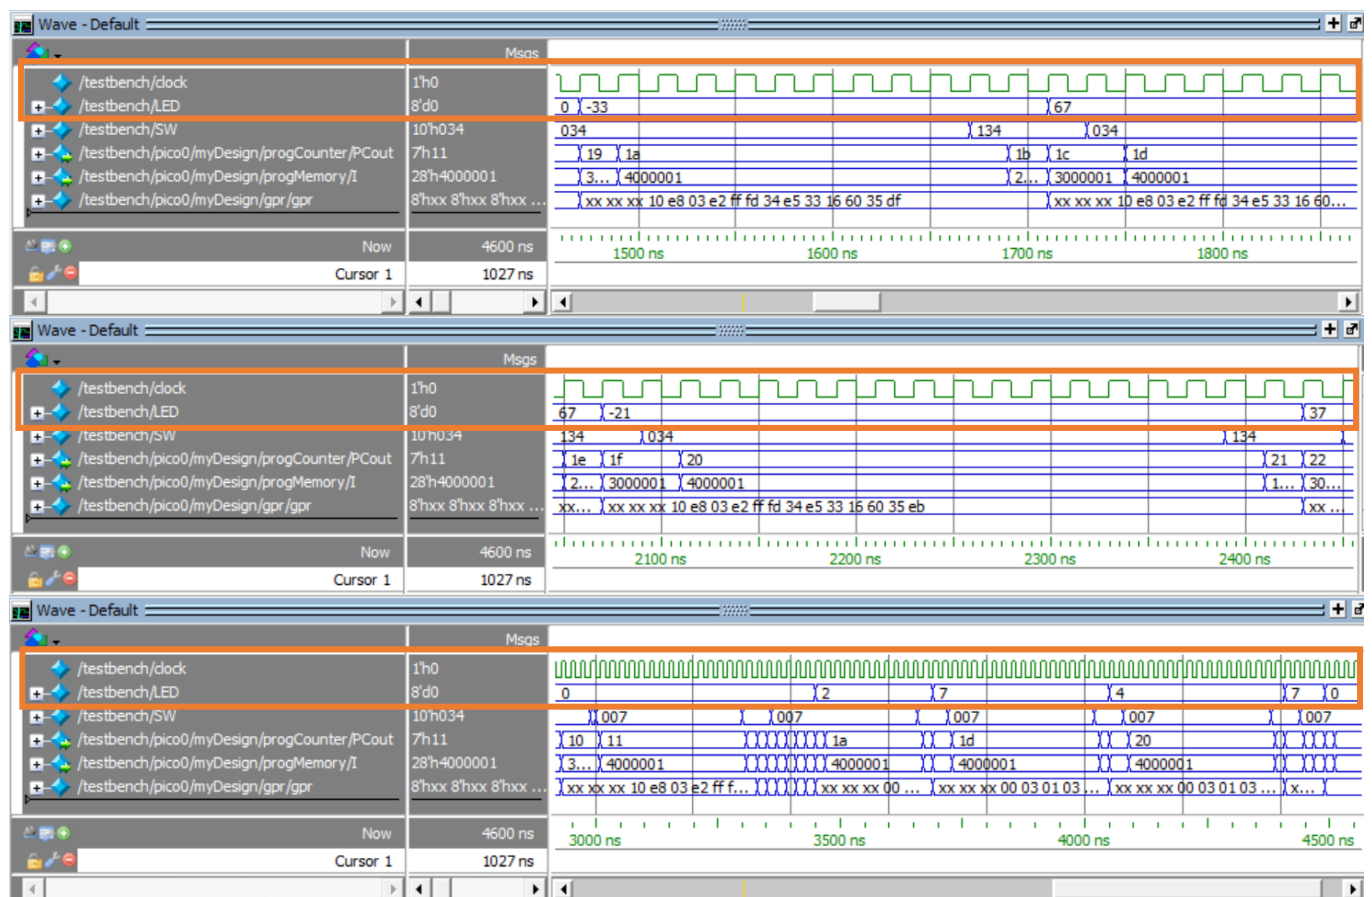 Wave - Default
Msgs
/testbench/clock 1'h0
/testbench/LED 8'd0 0 -33 67
/testbench/SW 10'h034 034 134 034
/testbench/pico0/myDesign/progCounter/PCout 7'h11 19 1a 1b 1c 1d
/testbench/pico0/myDesign/progMemory/I 28'h4000001 3... 4000001 2... 3000001 4000001
/testbench/pico0/myDesign/gpr/gpr 8'hxx 8'hxx 8'hxx ... xx xx xx 10 e8 03 e2 ff fd 34 e5 33 16 60 35 df xx xx xx 10 e8 03 e2 ff fd 34 e5 33 16 60...
Now 4600 ns 1500 ns 1600 ns 1700 ns 1800 ns
Cursor 1 1027 ns
Wave - Default
Msgs
/testbench/clock 1'h0
/testbench/LED 8'd0 67 -21 37
/testbench/SW 10'h034 134 034 134
/testbench/pico0/myDesign/progCounter/PCout 7'h11 1e 1f 20 21 22
/testbench/pico0/myDesign/progMemory/I 28'h4000001 2... 3000001 4000001 1... 30...
/testbench/pico0/myDesign/gpr/gpr 8'hxx 8'hxx 8'hxx ... xx... xx xx xx 10 e8 03 e2 ff fd 34 e5 33 16 60 35 eb xx ...
Now 4600 ns 2100 ns 2200 ns 2300 ns 2400 ns
Cursor 1 1027 ns
Wave - Default
Msgs
/testbench/clock 1'h0
/testbench/LED 8'd0 0 2 7 4 7 0
/testbench/SW 10'h034 007 007 007 007 007
/testbench/pico0/myDesign/progCounter/PCout 7'h11 10 11 1a 1d 20
/testbench/pico0/myDesign/progMemory/I 28'h4000001 3... 4000001 4000001 4000001 4000001
/testbench/pico0/myDesign/gpr/gpr 8'hxx 8'hxx 8'hxx ... xx xx xx 10 e8 03 e2 ff f... xx xx xx 00 ... xx xx xx 00 03 01 03 ... xx xx xx 00 03 01 03 ... x...
Now 4600 ns 3000 ns 3500 ns 4000 ns 4500 ns
Cursor 1 1027 ns